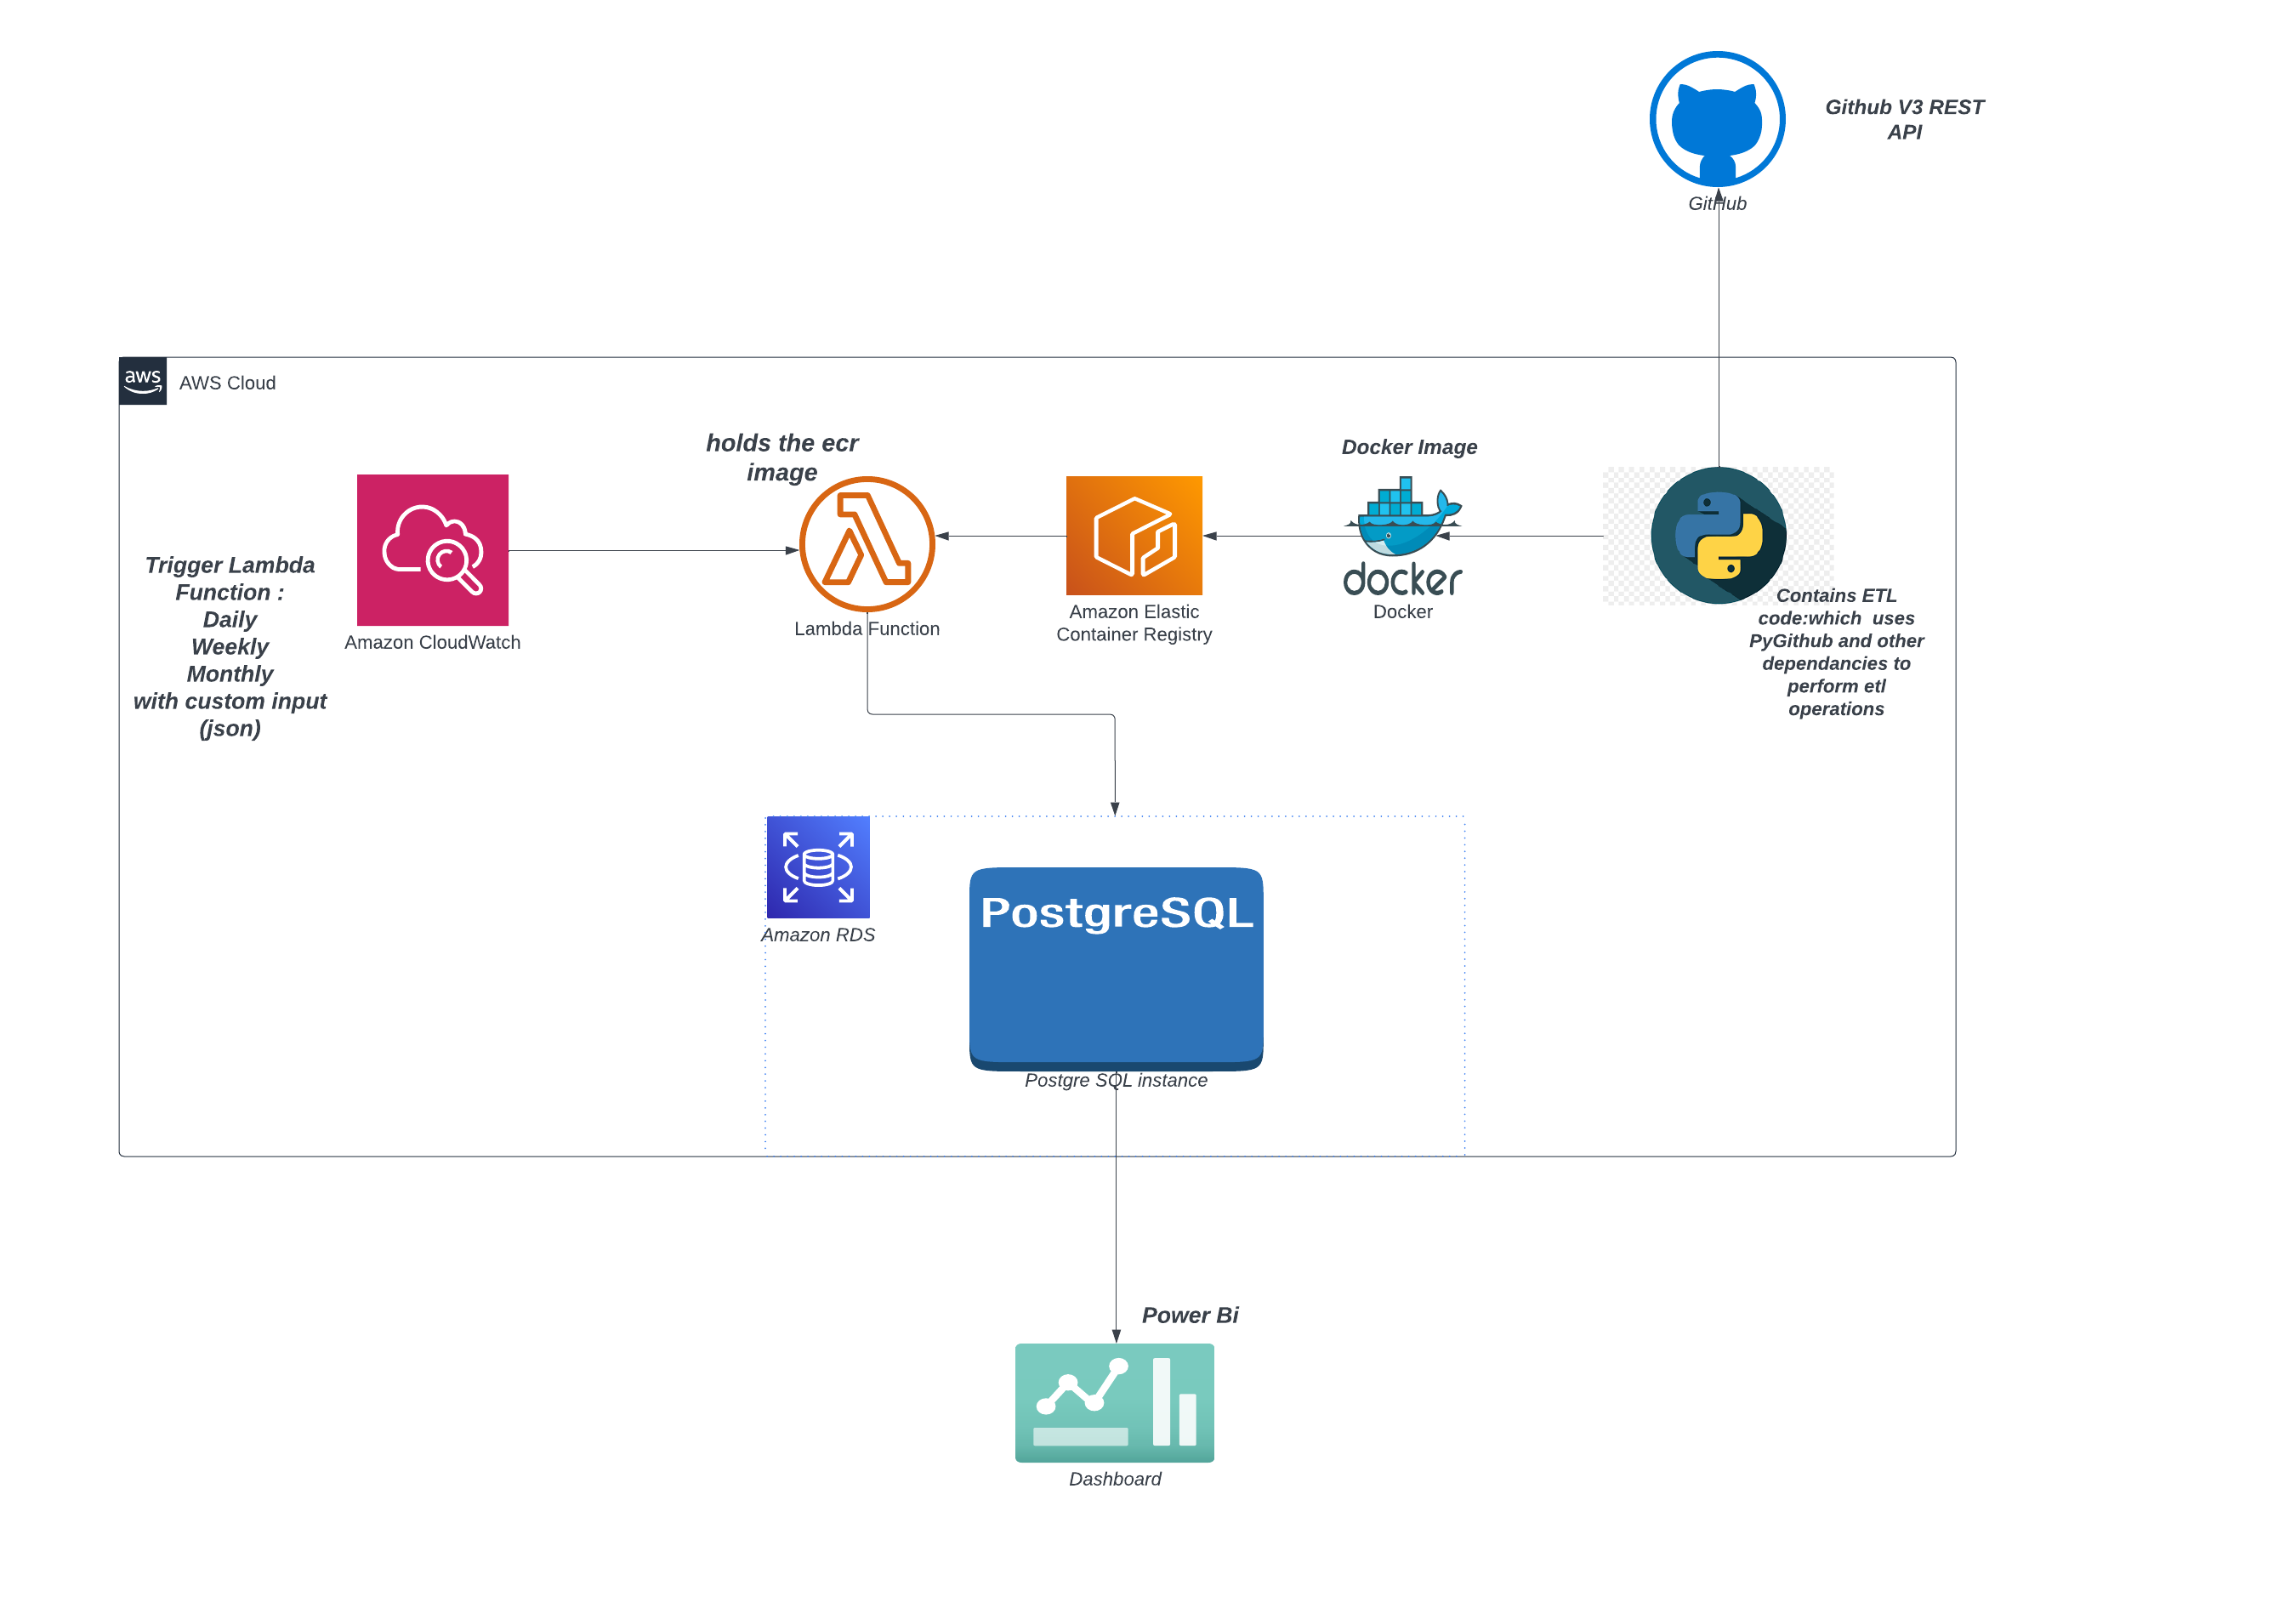 Github V3 REST
API
GitHub
aws
AWS Cloud
holds the ecr
image
Docker Image
Trigger Lambda
Function :
Daily
Weekly
Monthly
with custom input
(json)
Amazon CloudWatch
Lambda Function
Amazon Elastic
Container Registry
docker
Docker
Contains ETL
code:which  uses
PyGithub and other
dependancies to
perform etl
operations
Amazon RDS
PostgreSQL
Postgre SQL instance
Power Bi
Dashboard